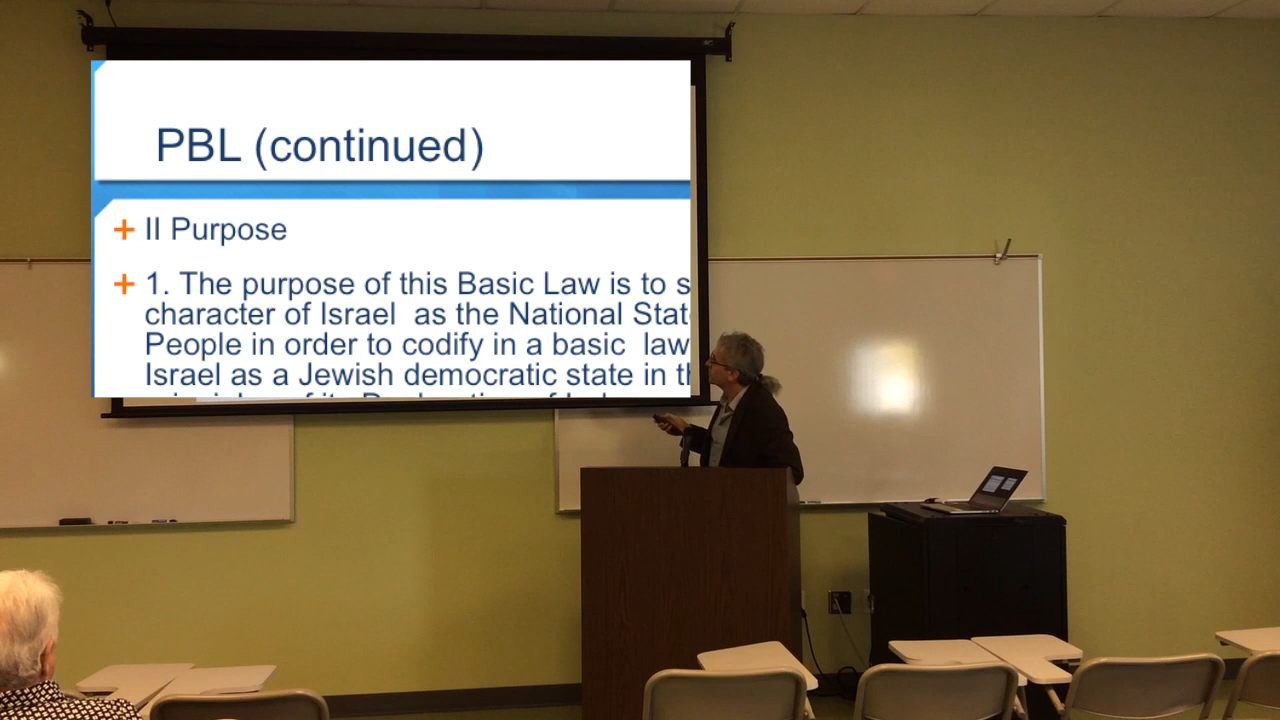 PBL (continued)
+ II Purpose
+ 1. The purpose of this Basic Law is to s
character of Israel as the National Stat
People in order to codify in a basic law
Israel as a Jewish democratic state in th